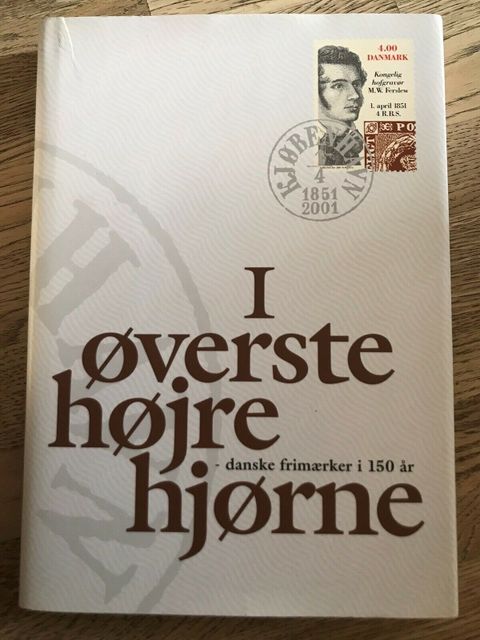 4.00
DANMARK
Kongelig
hofgravør
M.W. Ferslew
1. april 1851
4 R.B.S.
KJØBENHAVN
4
1851
2001
I
øverste
højre
- danske frimærker i 150 år
hjørne